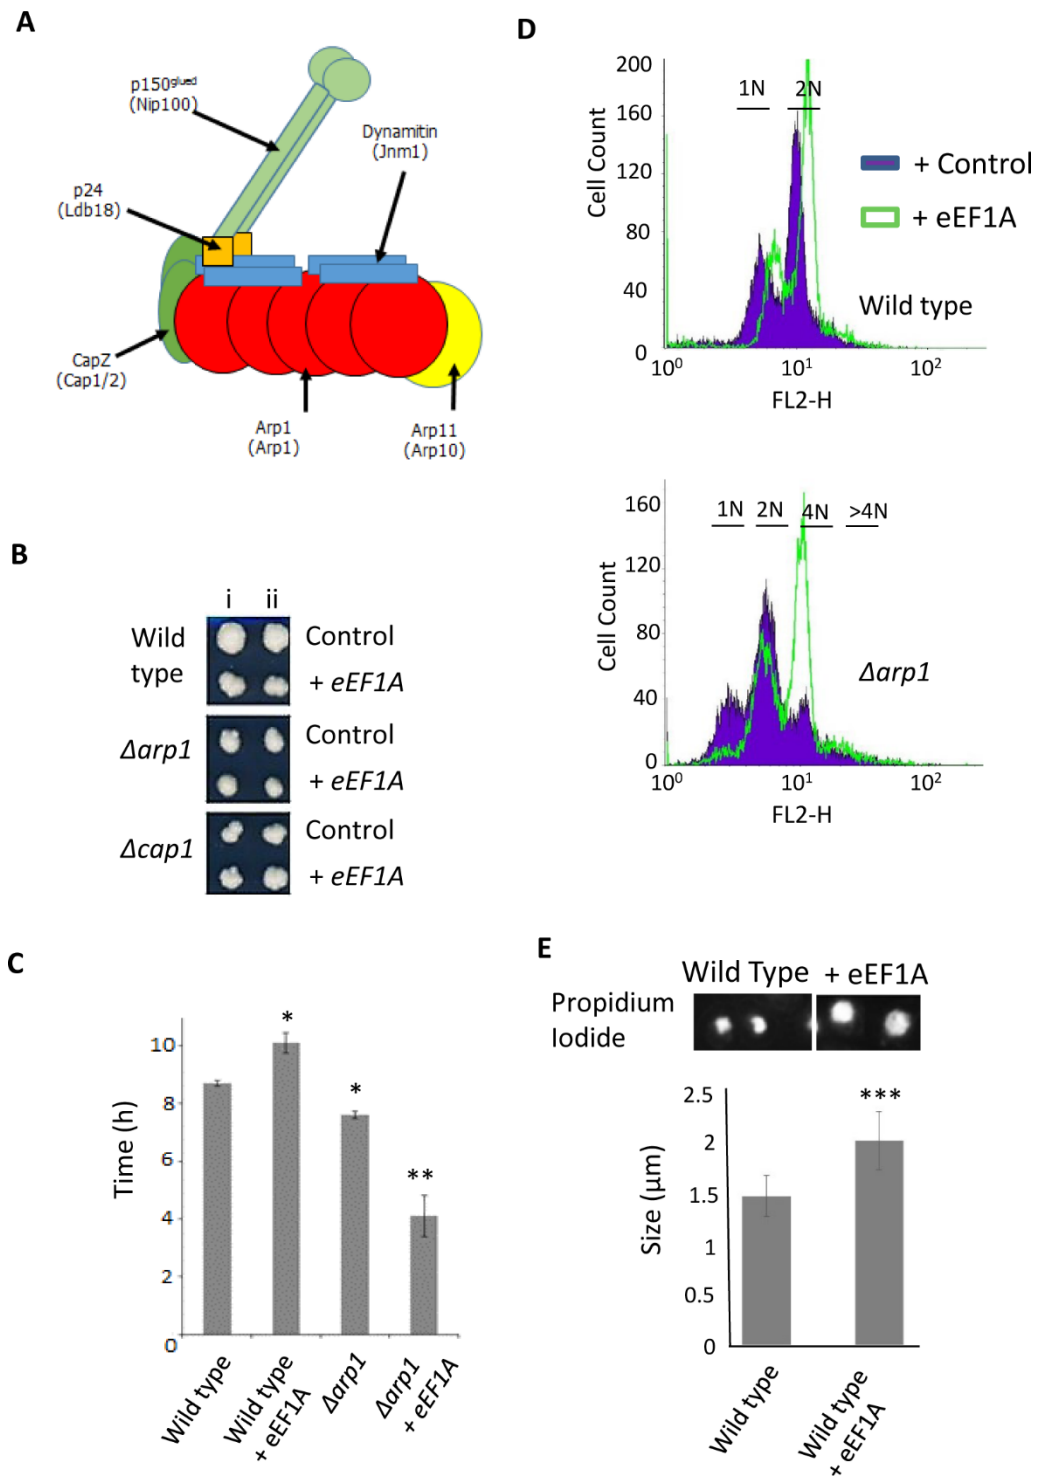 A
p150glued
(Nip100)
Dynamitin
(Jnm1)
p24
(Ldb18)
CapZ
(Cap1/2)
Arp1
(Arp1)
Arp11
(Arp10)
B
i ii
Wild
type
Control
+ eEF1A
Δarp1
Control
+ eEF1A
Δcap1
Control
+ eEF1A
C
Time (h)
10
8
6
4
2
0
*
*
**
Wild type
Wild type
+ eEF1A
Δarp1
Δarp1
+ eEF1A
D
Cell Count
200
160
120
80
40
0
1N 2N
+ Control
+ eEF1A
Wild type
10⁰ 10¹ 10²
FL2-H
Cell Count
160
120
80
40
0
1N 2N 4N >4N
Δarp1
10⁰ 10¹ 10²
FL2-H
E
Wild Type + eEF1A
Propidium
Iodide
Size (µm)
2.5
2
1.5
1
0.5
0
***
Wild type
Wild type
+ eEF1A